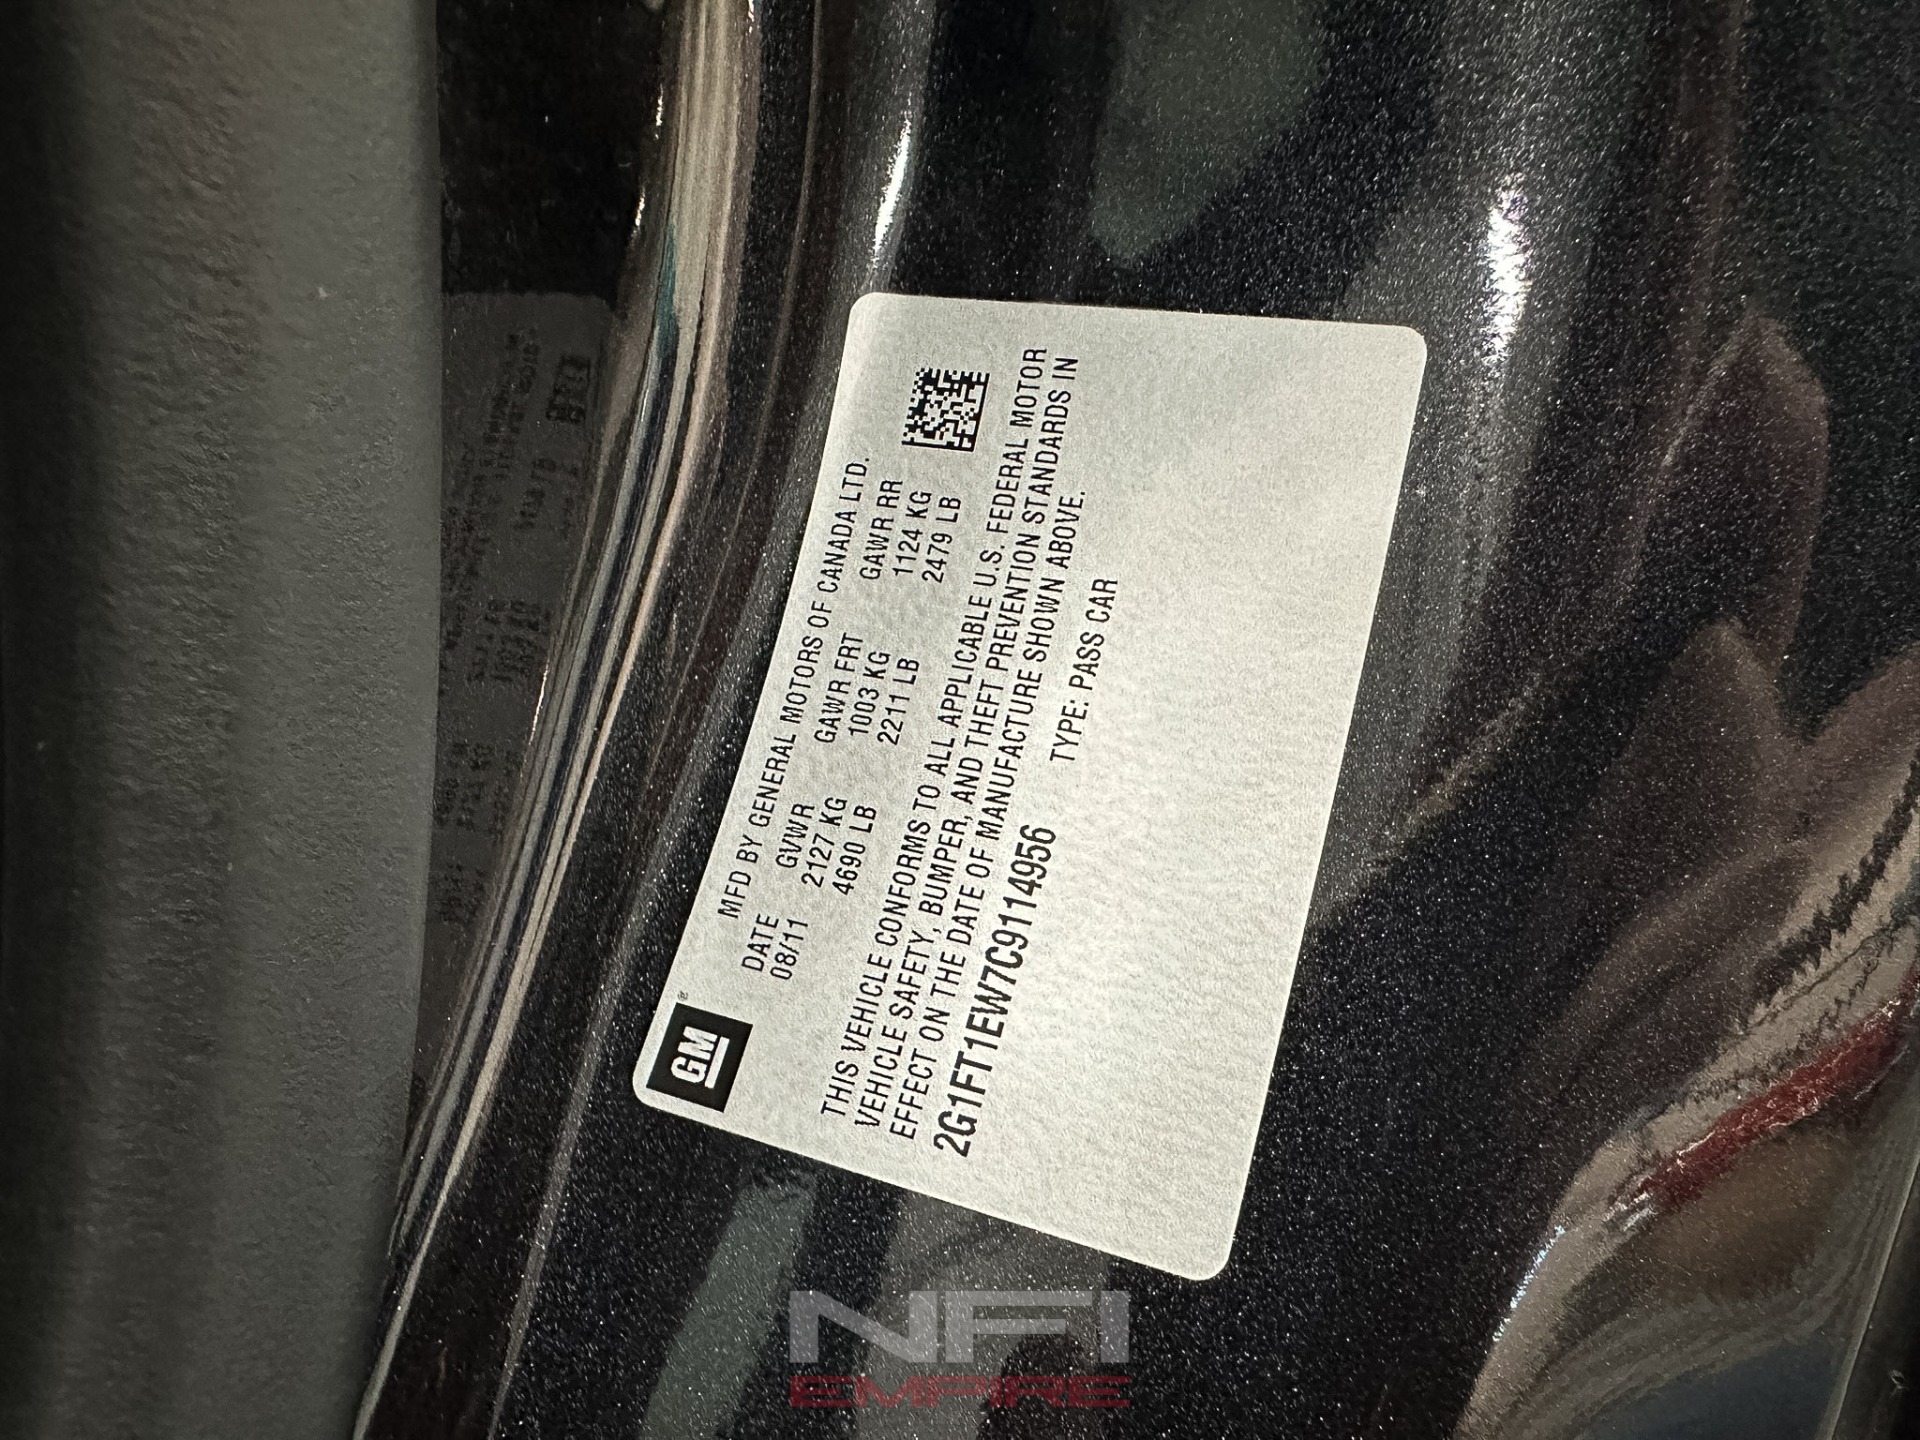 GM
MFD BY GENERAL MOTORS OF CANADA LTD.
DATE GVWR GAWR FRT GAWR RR
08/11 2127 KG 1003 KG 1124 KG
4690 LB 2211 LB 2479 LB
THIS VEHICLE CONFORMS TO ALL APPLICABLE U.S. FEDERAL MOTOR
VEHICLE SAFETY, BUMPER, AND THEFT PREVENTION STANDARDS IN
EFFECT ON THE DATE OF MANUFACTURE SHOWN ABOVE.
2G1FT1EW7C9114956 TYPE: PASS CAR
NFI
EMPIRE